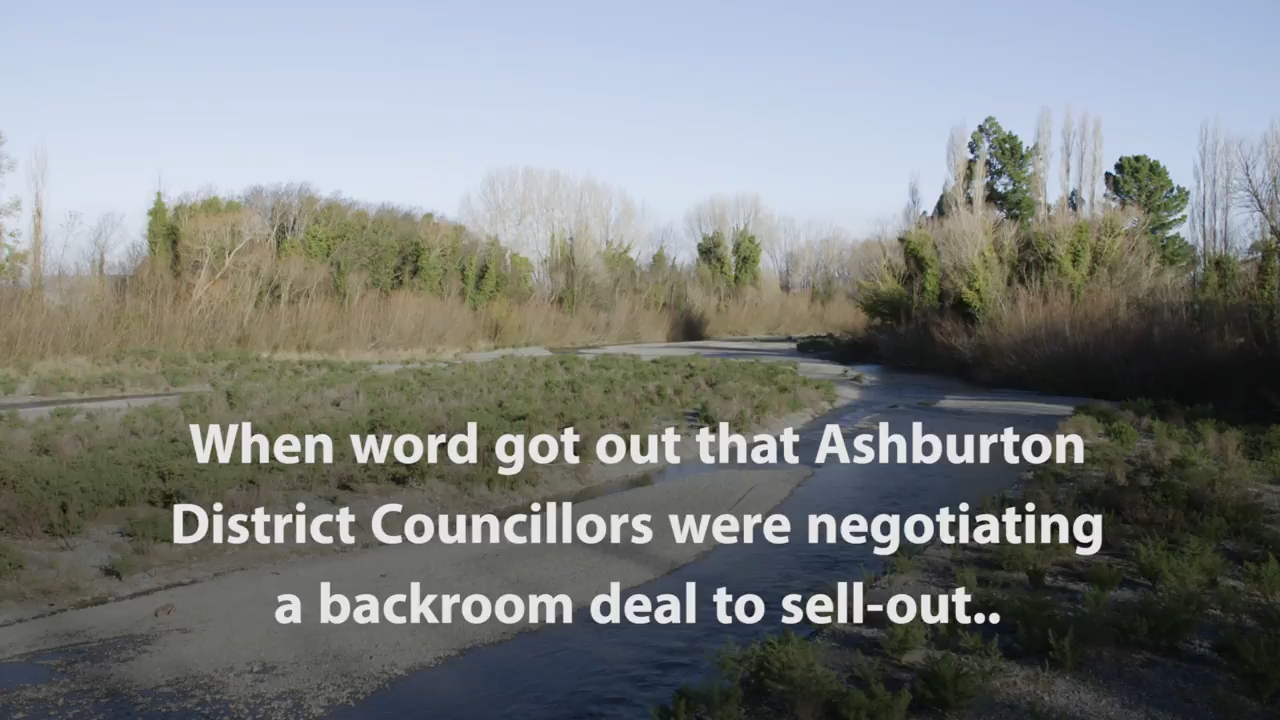 When word got out that Ashburton
District Councillors were negotiating
a backroom deal to sell-out..